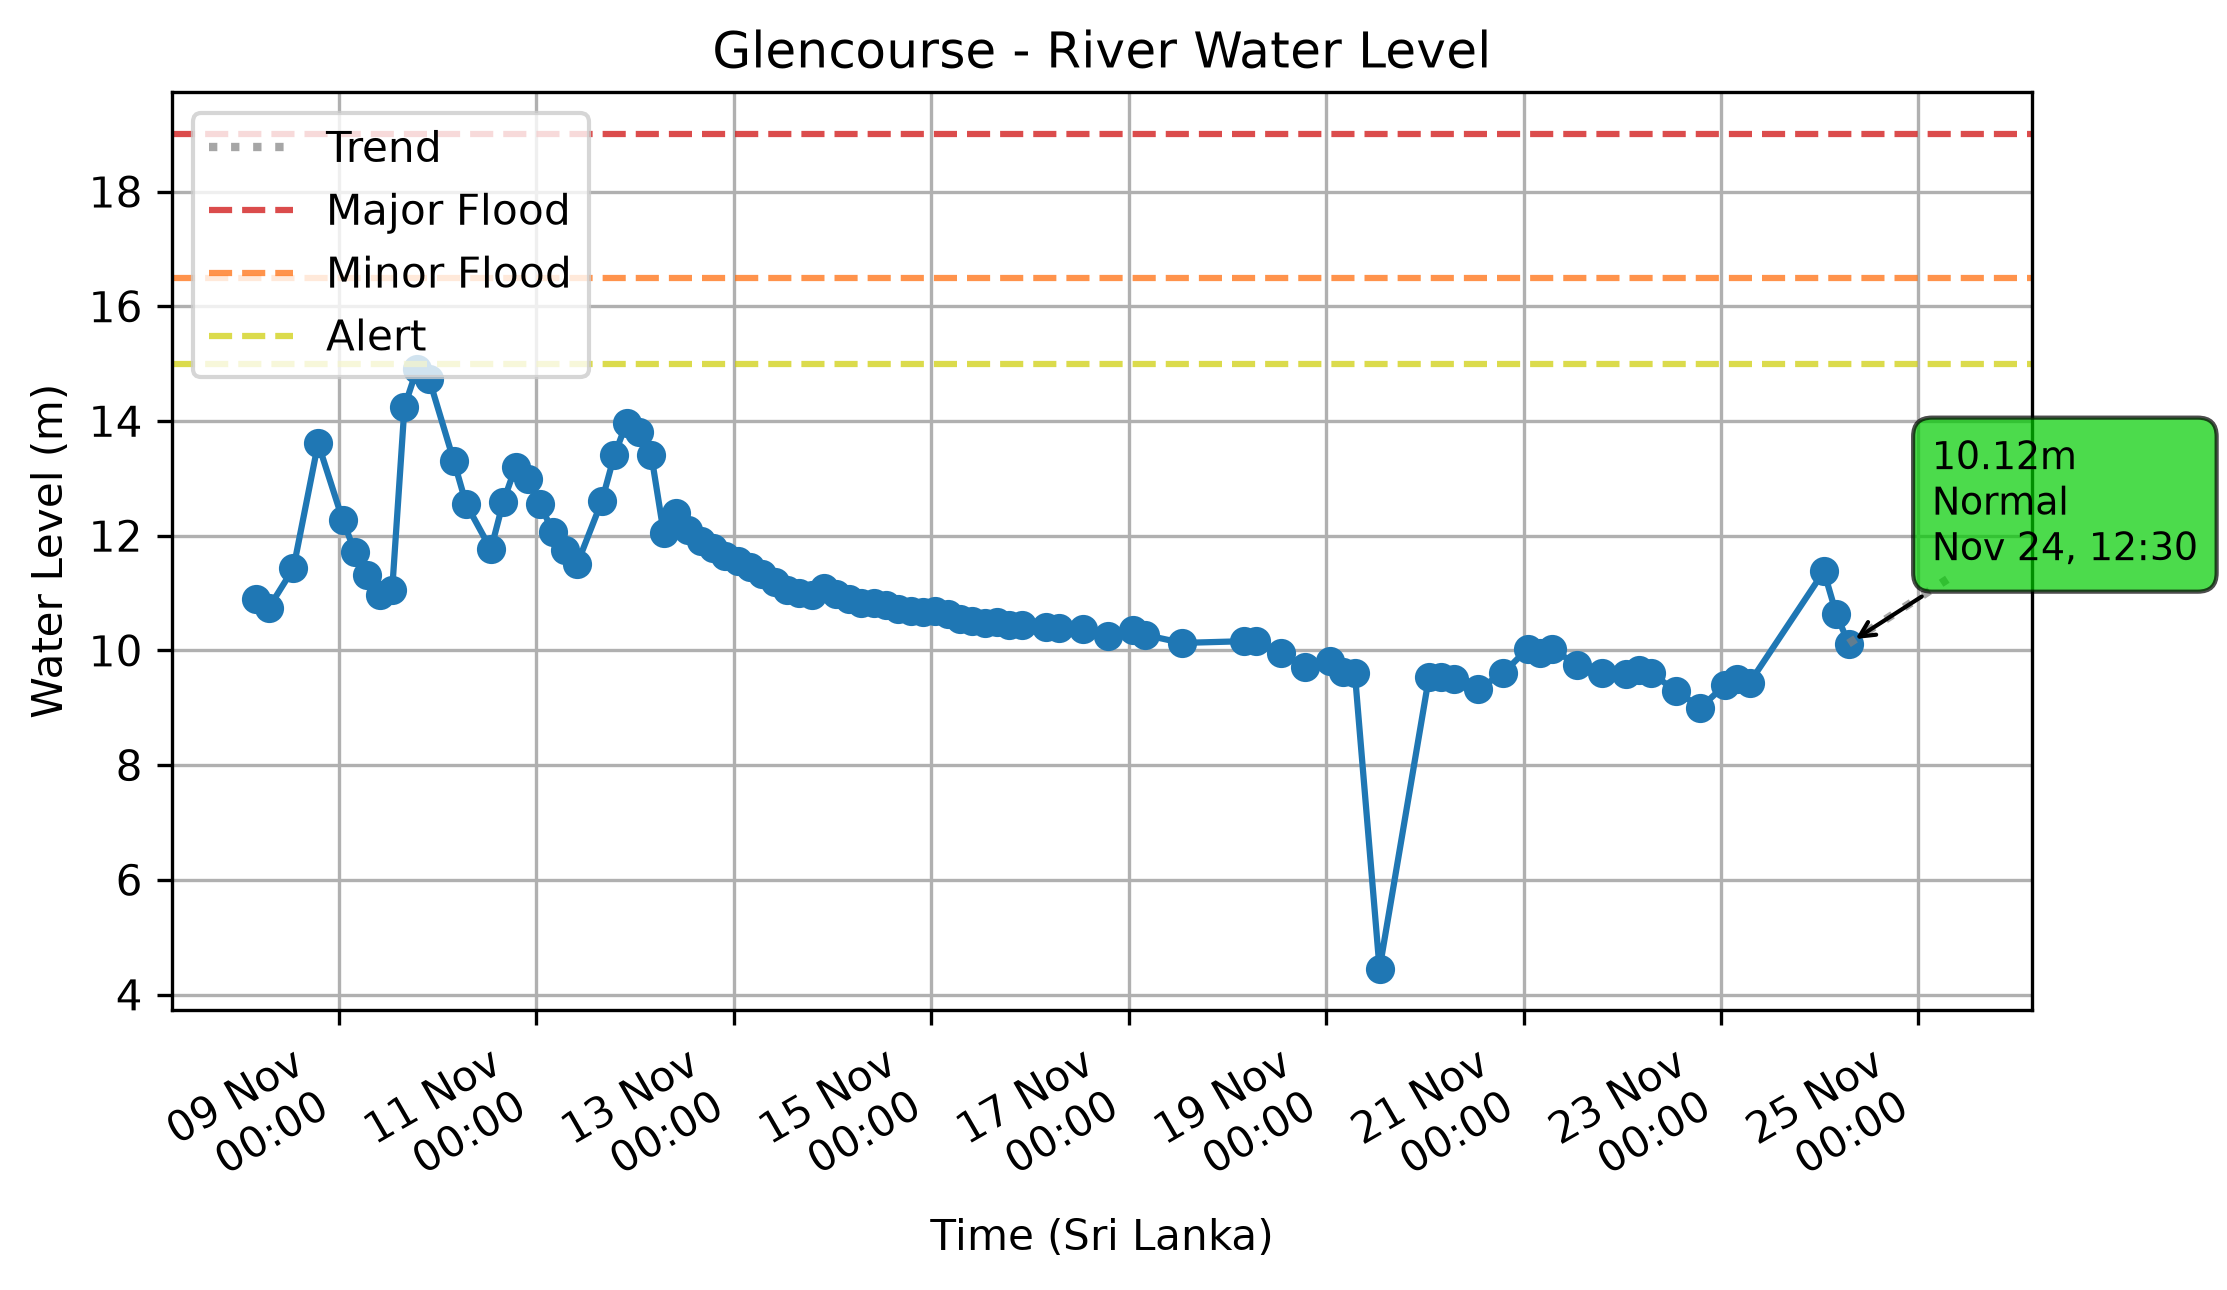 Glencourse - River Water Level
Trend
Major Flood
Minor Flood
Alert
Water Level (m)
18
16
14
12
10
8
6
4
10.12m
Normal
Nov 24, 12:30
09 Nov
00:00
11 Nov
00:00
13 Nov
00:00
15 Nov
00:00
17 Nov
00:00
19 Nov
00:00
21 Nov
00:00
23 Nov
00:00
25 Nov
00:00
Time (Sri Lanka)